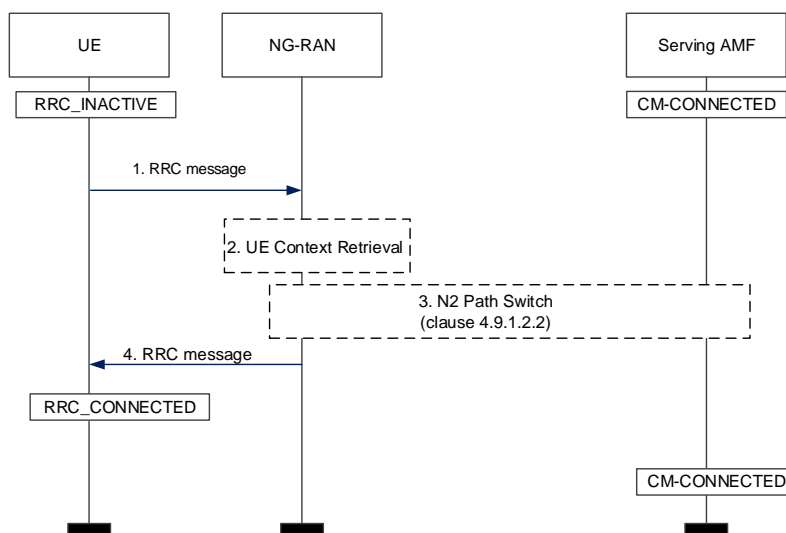 UE
NG-RAN
Serving AMF
RRC_INACTIVE
CM-CONNECTED
1. RRC message
2. UE Context Retrieval
3. N2 Path Switch
(clause 4.9.1.2.2)
4. RRC message
RRC_CONNECTED
CM-CONNECTED